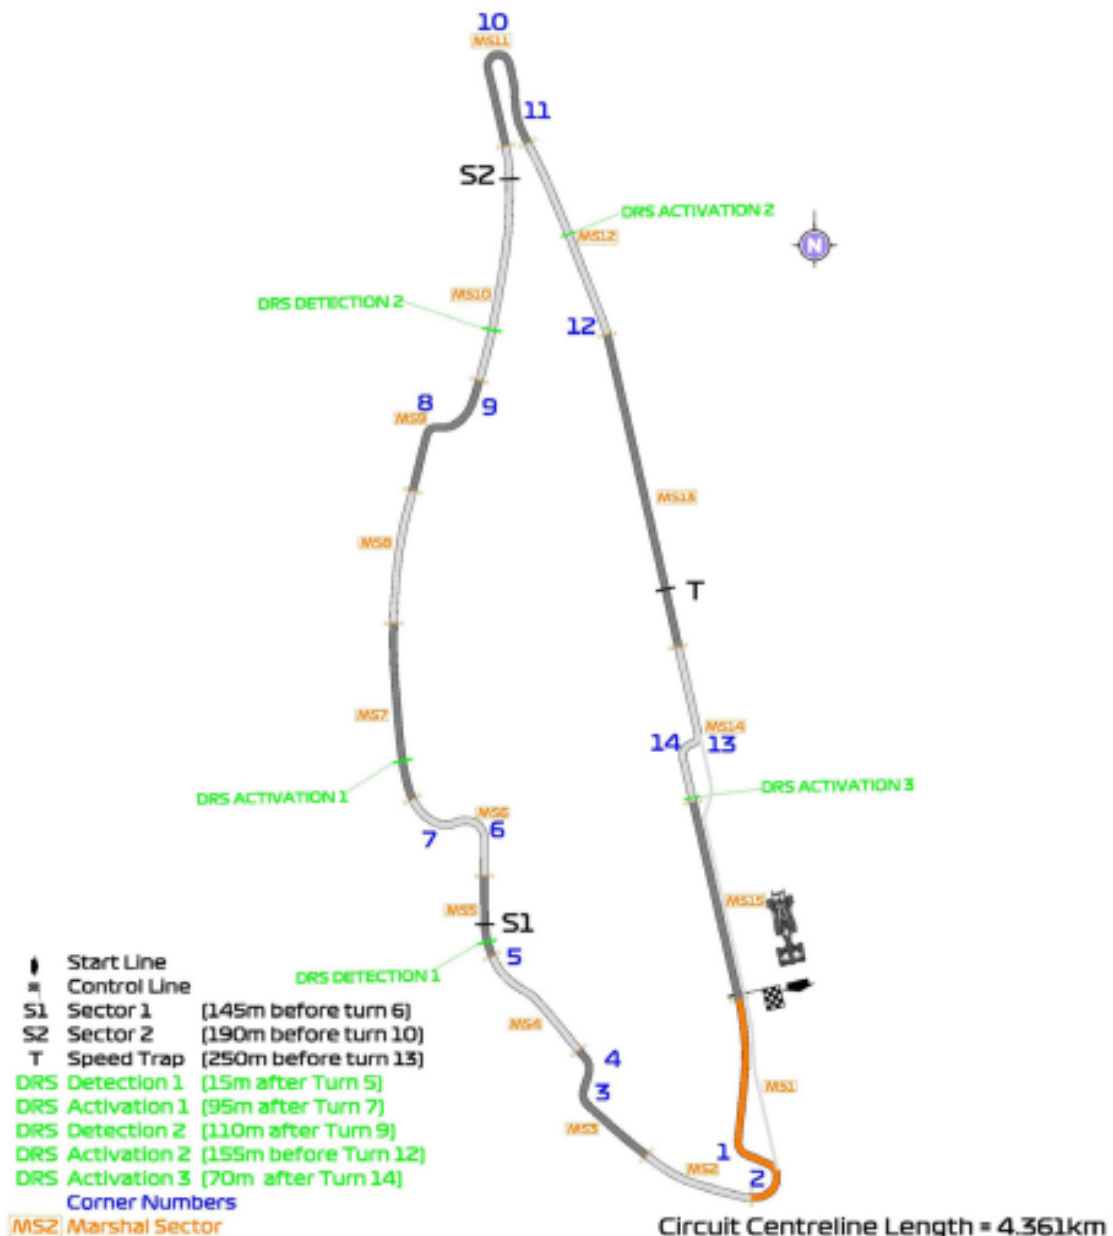 10
MS11
11
S2
DRS ACTIVATION 2
MS12
N
MS10
DRS DETECTION 2
12
8
MS9
9
MS13
MS8
T
MS7
MS14
14
13
DRS ACTIVATION 1
DRS ACTIVATION 3
MS6
7
6
MS15
MS5
S1
5
DRS DETECTION 1
MS4
4
3
MS1
MS3
1
MS2
2
Start Line
Control Line
S1 Sector 1 (145m before turn 6)
S2 Sector 2 (190m before turn 10)
T Speed Trap (250m before turn 13)
DRS Detection 1 (15m after Turn 5)
DRS Activation 1 (95m after Turn 7)
DRS Detection 2 (110m after Turn 9)
DRS Activation 2 (155m before Turn 12)
DRS Activation 3 (70m after Turn 14)
Corner Numbers
MS2 Marshal Sector
Circuit Centreline Length = 4.361km